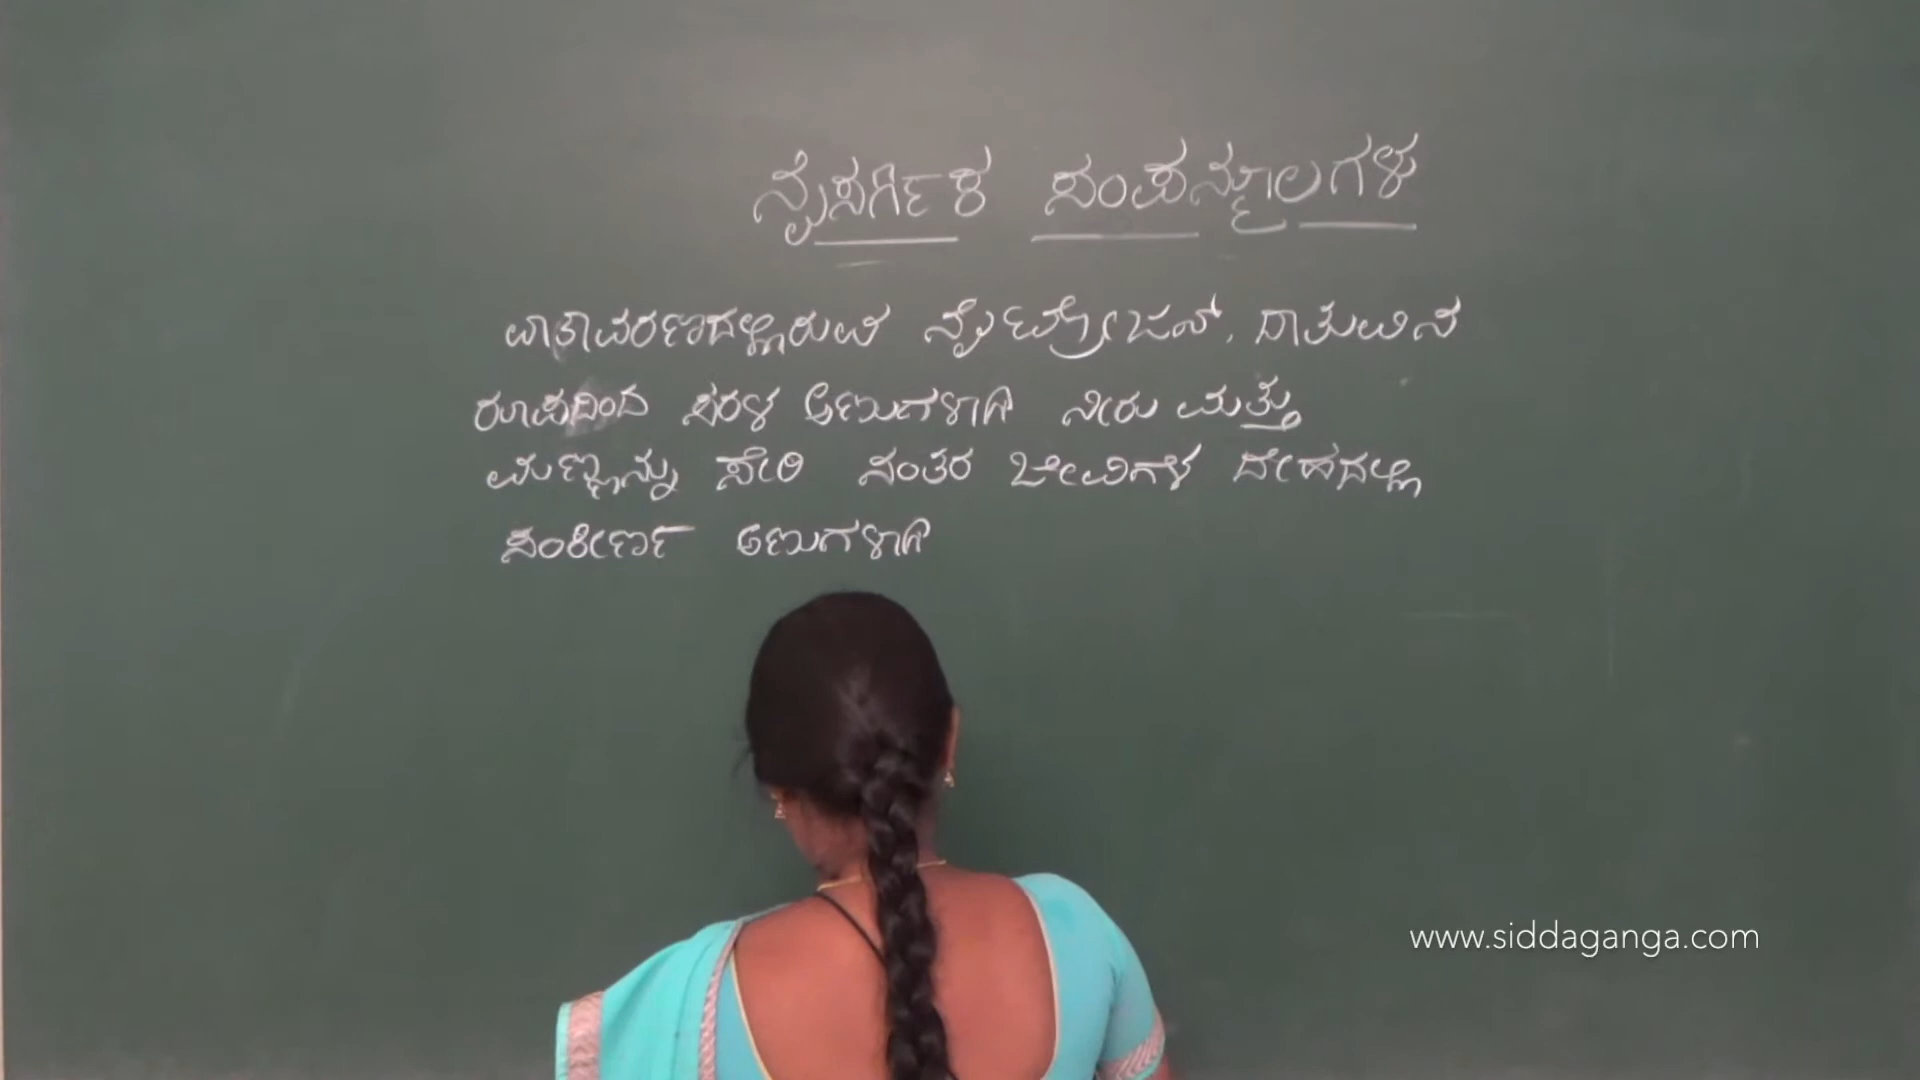 ನೈಸರ್ಗಿಕ ಸಂಪನ್ಮೂಲಗಳು
ವಾತಾವರಣದಲ್ಲಿರುವ ನೈಟ್ರೋಜನ್, ಧಾತುವಿನ
ರೂಪದಿಂದ ಸರಳ ಅಣುಗಳಾಗಿ ನೀರು ಮತ್ತು
ಮಣ್ಣನ್ನು ಸೇರಿ ನಂತರ ಜೀವಿಗಳ ದೇಹದಲ್ಲಿ
ಸಂಕೀರ್ಣ ಅಣುಗಳಾಗಿ
www.siddaganga.com